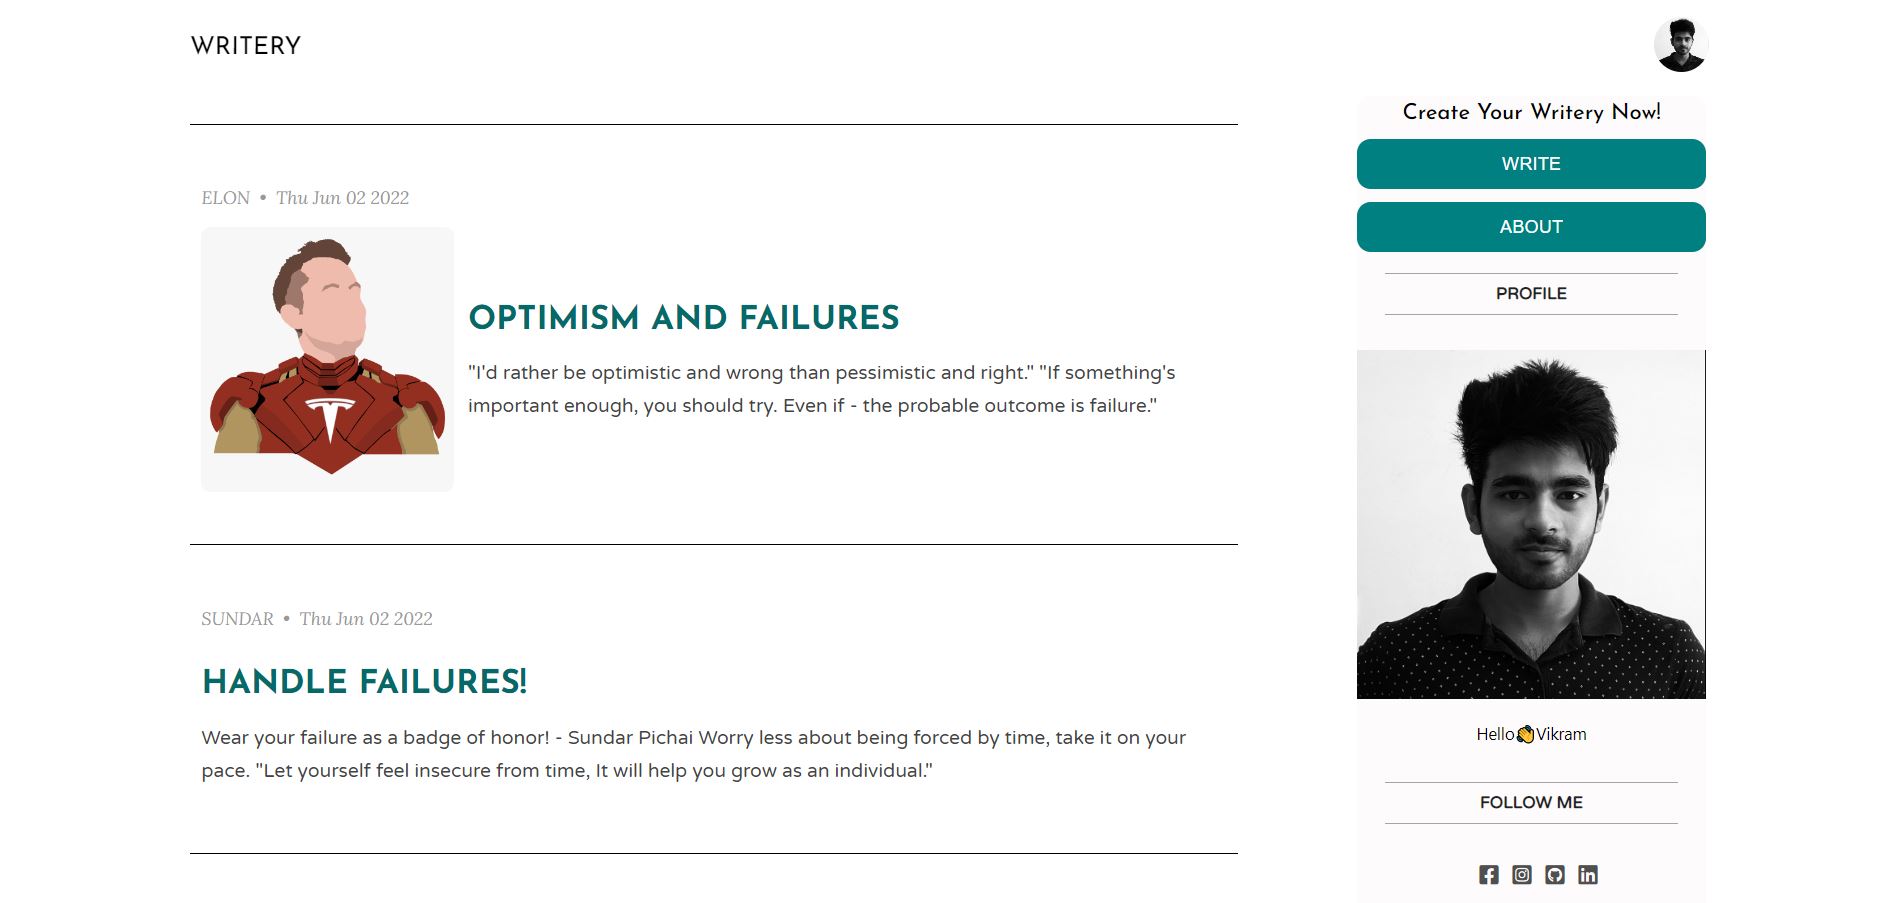 WRITERY
ELON • Thu Jun 02 2022
OPTIMISM AND FAILURES
"I'd rather be optimistic and wrong than pessimistic and right." "If something's
important enough, you should try. Even if - the probable outcome is failure."
SUNDAR • Thu Jun 02 2022
HANDLE FAILURES!
Wear your failure as a badge of honor! - Sundar Pichai Worry less about being forced by time, take it on your
pace. "Let yourself feel insecure from time, It will help you grow as an individual."
Create Your Writery Now!
WRITE
ABOUT
PROFILE
Hello👏Vikram
FOLLOW ME